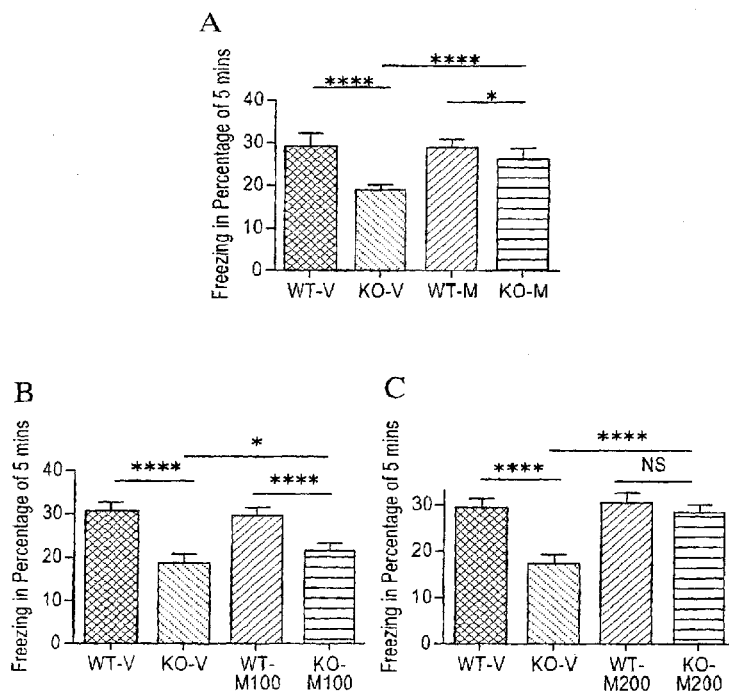 A
Freezing in Percentage of 5 mins
****
****
*
40
30
20
10
0
WT-V KO-V WT-M KO-M
B
Freezing in Percentage of 5 mins
*
****
****
40
30
20
10
0
WT-V KO-V WT-M100 KO-M100
C
Freezing in Percentage of 5 mins
****
****
NS
30
20
10
0
WT-V KO-V WT-M200 KO-M200